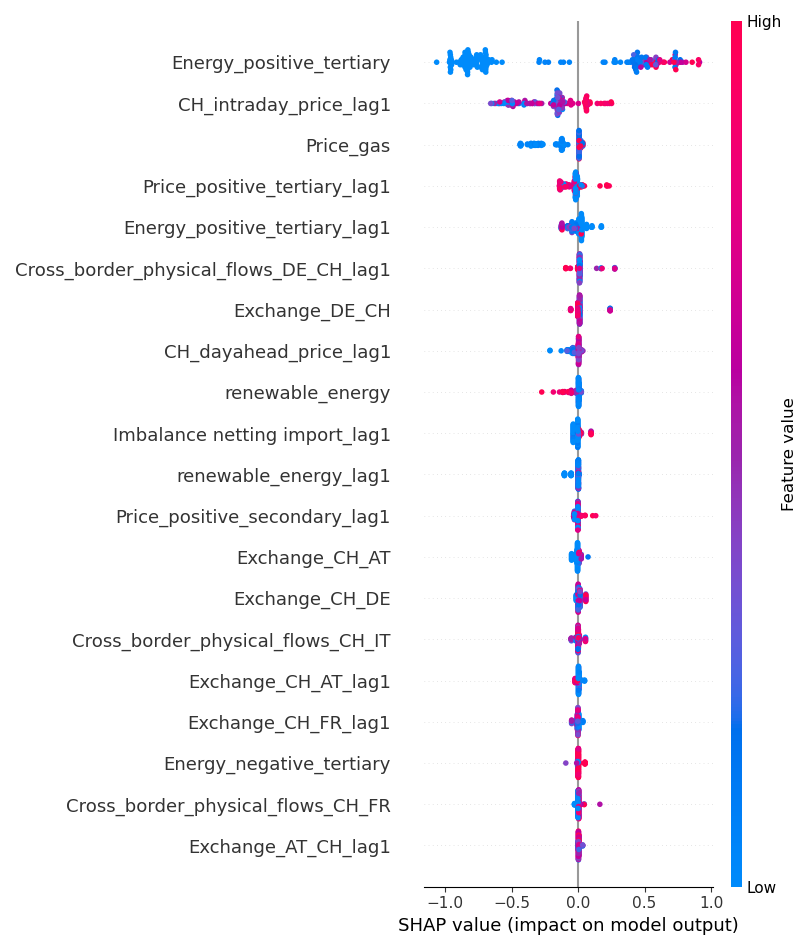 High
Energy_positive_tertiary
CH_intraday_price_lag1
Price_gas
Price_positive_tertiary_lag1
Energy_positive_tertiary_lag1
Cross_border_physical_flows_DE_CH_lag1
Exchange_DE_CH
CH_dayahead_price_lag1
renewable_energy
Imbalance netting import_lag1
renewable_energy_lag1
Price_positive_secondary_lag1
Exchange_CH_AT
Exchange_CH_DE
Cross_border_physical_flows_CH_IT
Exchange_CH_AT_lag1
Exchange_CH_FR_lag1
Energy_negative_tertiary
Cross_border_physical_flows_CH_FR
Exchange_AT_CH_lag1
Feature value
Low
−1.0 −0.5 0.0 0.5 1.0
SHAP value (impact on model output)